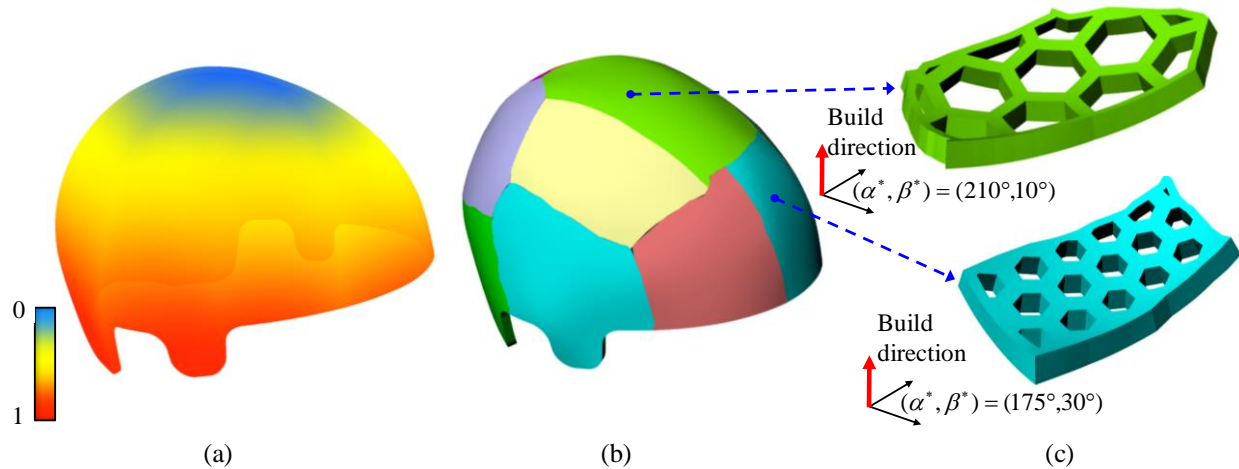 0
1
Build
direction
(α*, β*) = (210°,10°)
Build
direction
(α*, β*) = (175°,30°)
(a)
(b)
(c)